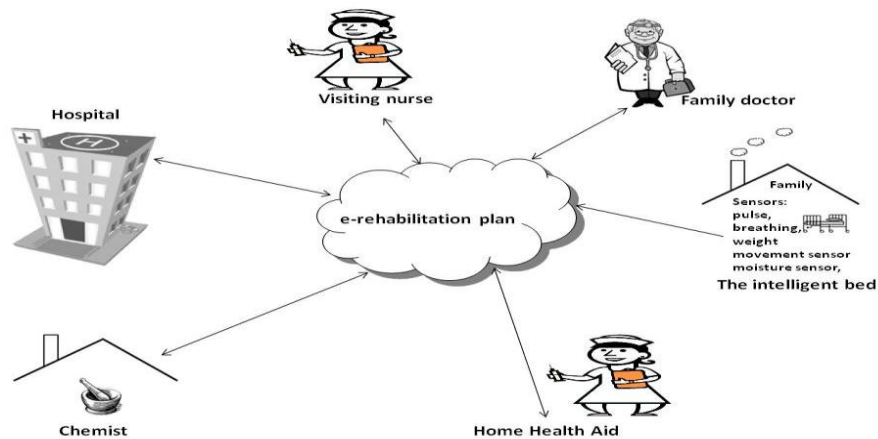 Visiting nurse
Family doctor
Hospital
H
e-rehabilitation plan
Family
Sensors:
pulse,
breathing,
weight
movement sensor
moisture sensor,
The intelligent bed
Chemist
Home Health Aid